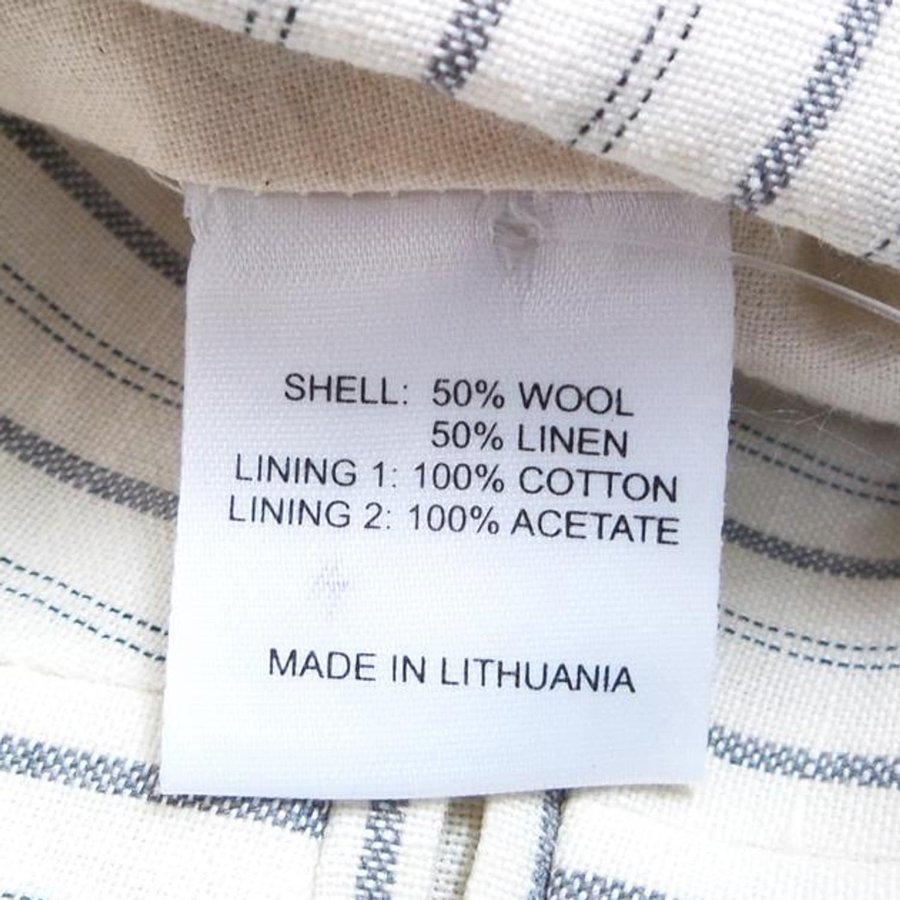 SHELL: 50% WOOL
50% LINEN
LINING 1: 100% COTTON
LINING 2: 100% ACETATE
MADE IN LITHUANIA